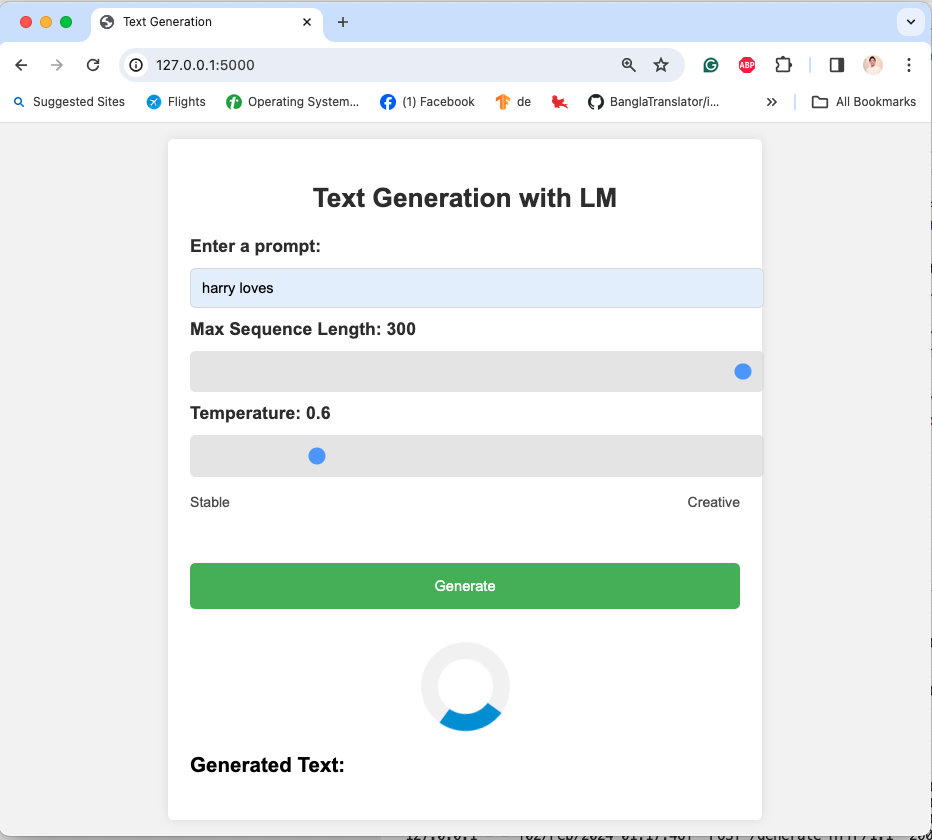 Text Generation
127.0.0.1:5000
ABP
Suggested Sites Flights Operating System... (1) Facebook de BanglaTranslator/i... All Bookmarks
Text Generation with LM
Enter a prompt:
harry loves
Max Sequence Length: 300
Temperature: 0.6
Stable Creative
Generate
Generated Text: